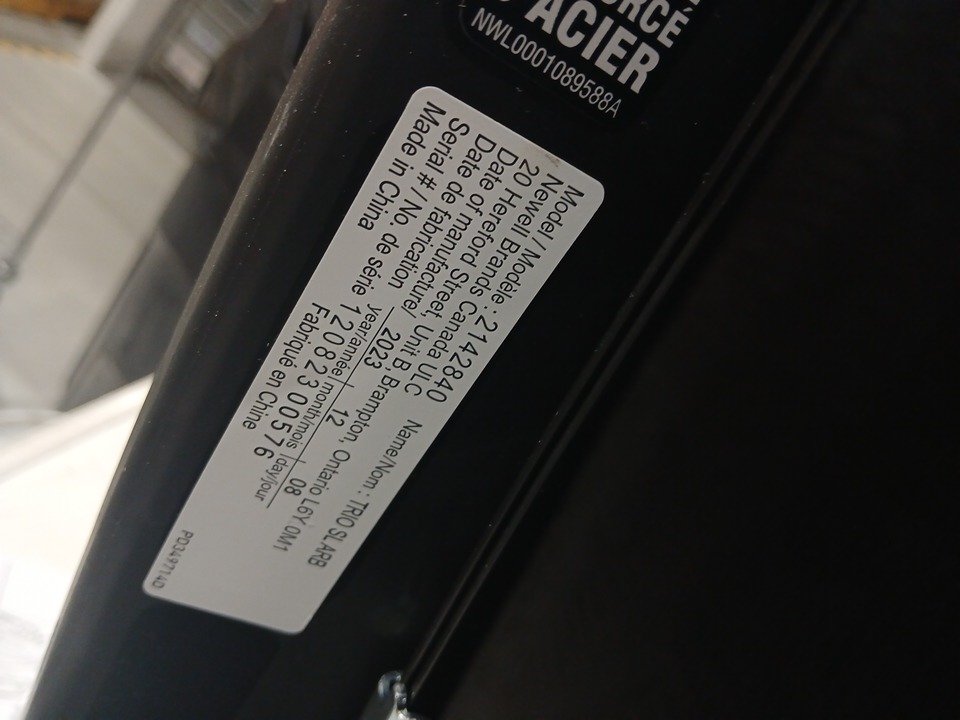 ORCÉ
D'ACIER
NWL0001089588A
Model / Modèle : 2142840 Name/Nom : TRIO SLARB
Newell Brands Canada ULC
20 Hereford Street, Unit B, Brampton, Ontario L6Y 0M1
Date of manufacture/ 2023 12 08
Date de fabrication year/année month/mois day/jour
Serial # / No. de série 120823 00576
Made in China Fabriqué en Chine
PD349714D